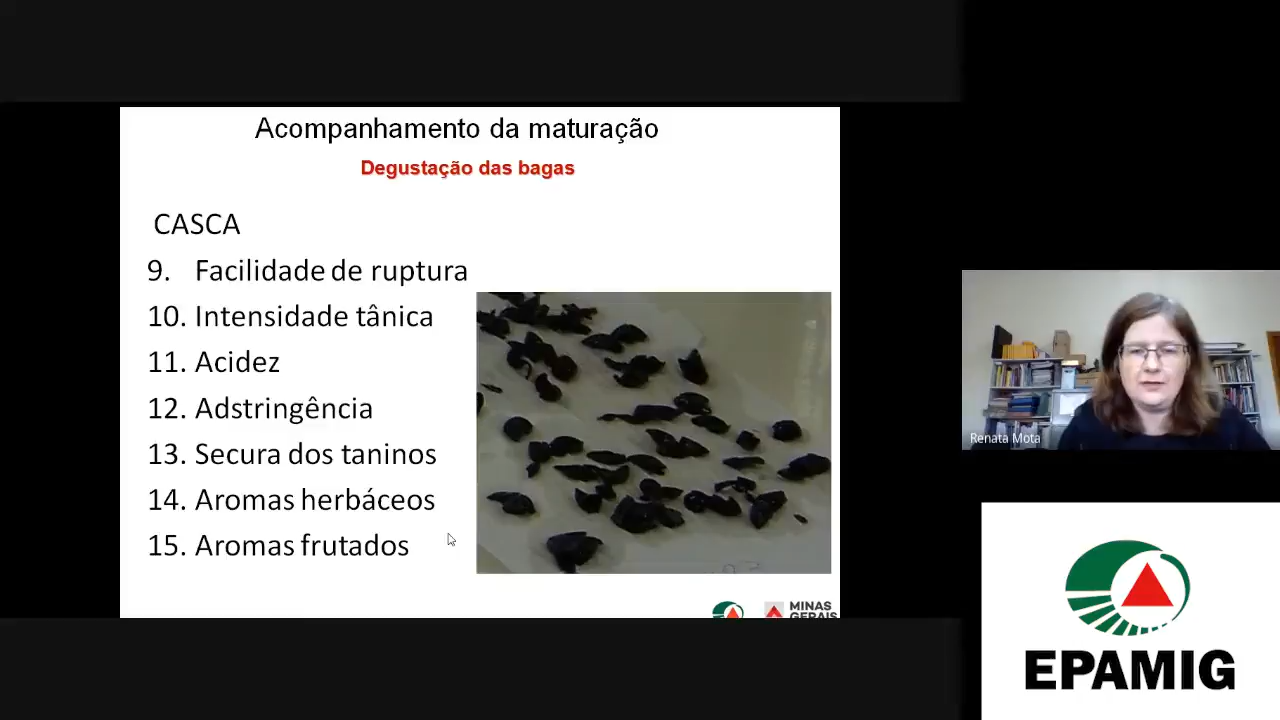 Acompanhamento da maturação
Degustação das bagas
CASCA
9. Facilidade de ruptura
10. Intensidade tânica
11. Acidez
12. Adstringência
13. Secura dos taninos
14. Aromas herbáceos
15. Aromas frutados
MINAS
GERAIS
Renata Mota
EPAMIG